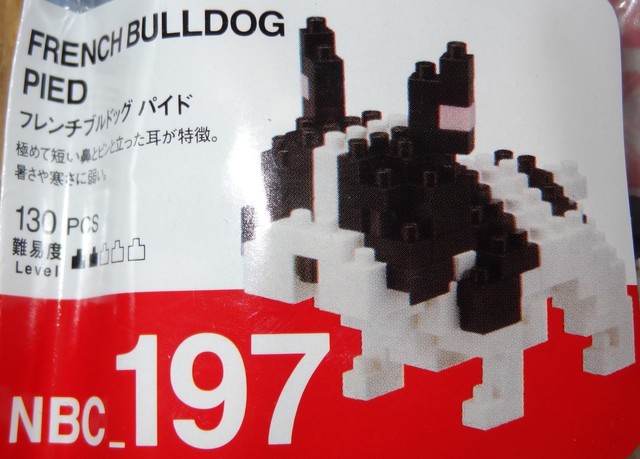 FRENCH BULLDOG
PIED
フレンチブルドッグ パイド
極めて短い鼻とピンと立った耳が特徴。
暑さや寒さに弱い。
130 PCS
難易度
Level
NBC_197